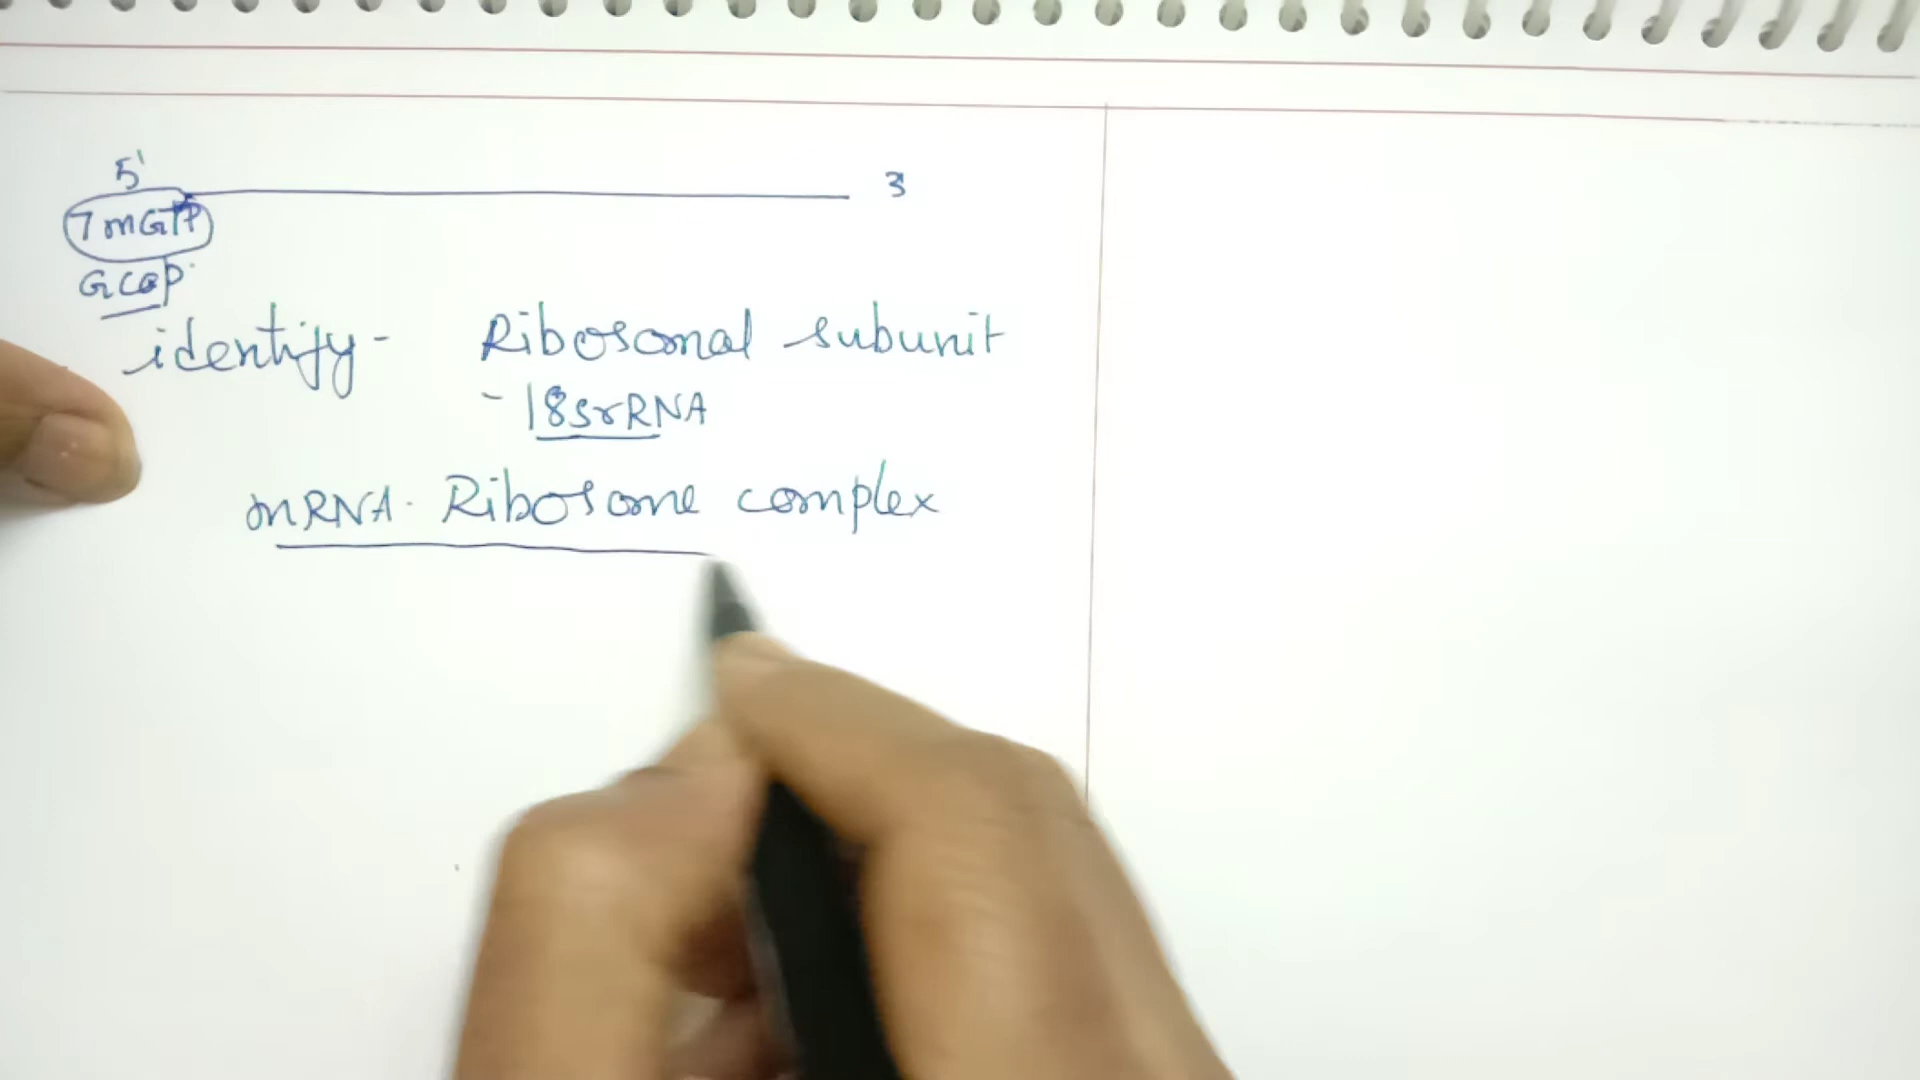 5' 3
7mGTP
Gcap.
identify - Ribosomal subunit
- 18srRNA
mRNA. Ribosome complex